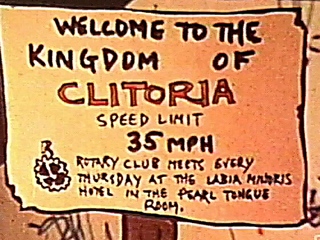 WELCOME TO THE
KINGDOM OF
CLITORIA
SPEED LIMIT
35 MPH
ROTARY CLUB MEETS EVERY
THURSDAY AT THE LABIA MINORIS
HOTEL IN THE PEARL TONGUE
ROOM.